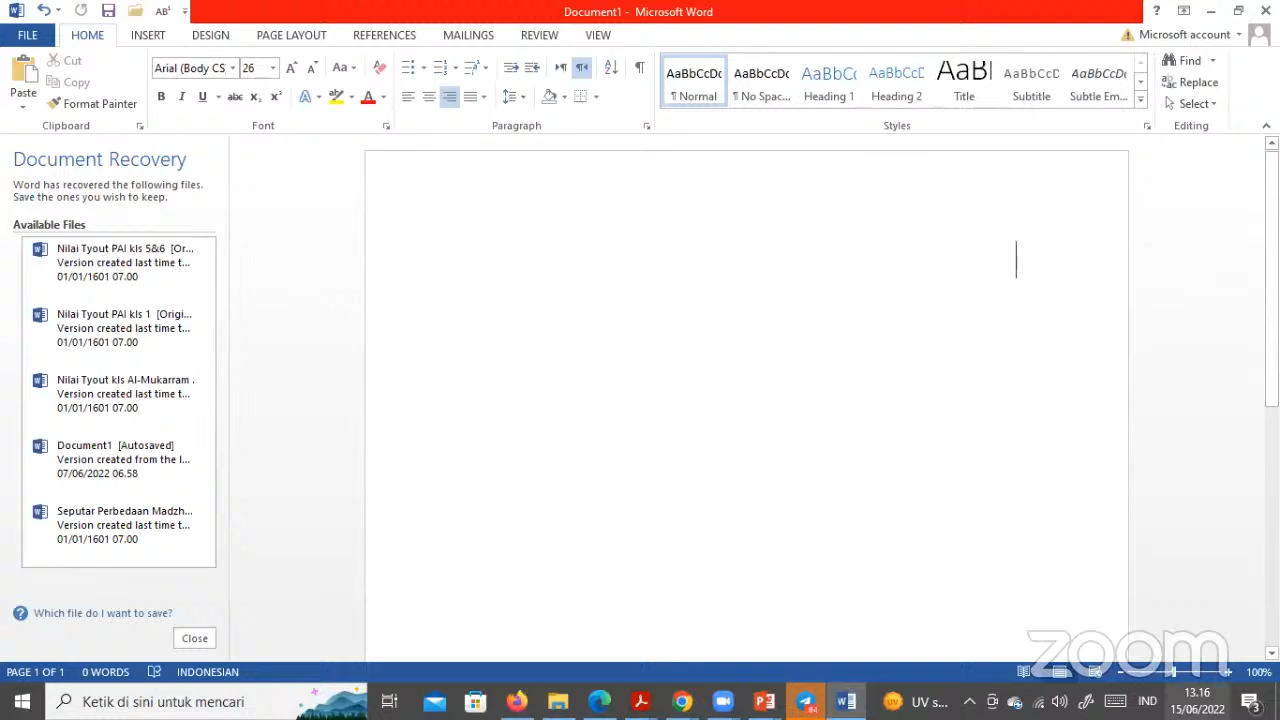 Document1 - Microsoft Word
FILE HOME INSERT DESIGN PAGE LAYOUT REFERENCES MAILINGS REVIEW VIEW Microsoft account
Paste
Cut
Copy
Format Painter
Clipboard
Arial (Body CS 26
Font
Paragraph
AaBbCcDc AaBbCcDc AaBbCc AaBbCcD AaBl AaBbCcD AaBbCcDc
¶ Normal ¶ No Spac... Heading 1 Heading 2 Title Subtitle Subtle Em...
Styles
Find
Replace
Select
Editing
Document Recovery
Word has recovered the following files.
Save the ones you wish to keep.
Available Files
Nilai Tyout PAI kls 5&6 [Or...
Version created last time t...
01/01/1601 07.00
Nilai Tyout PAI kls 1 [Origi...
Version created last time t...
01/01/1601 07.00
Nilai Tyout kls Al-Mukarram .
Version created last time t...
01/01/1601 07.00
Document1 [Autosaved]
Version created from the l...
07/06/2022 06.58
Seputar Perbedaan Madzh...
Version created last time t...
01/01/1601 07.00
Which file do I want to save?
Close
zoom
PAGE 1 OF 1 0 WORDS INDONESIAN 100%
Ketik di sini untuk mencari 84 UV s... IND 13.16
15/06/2022 3